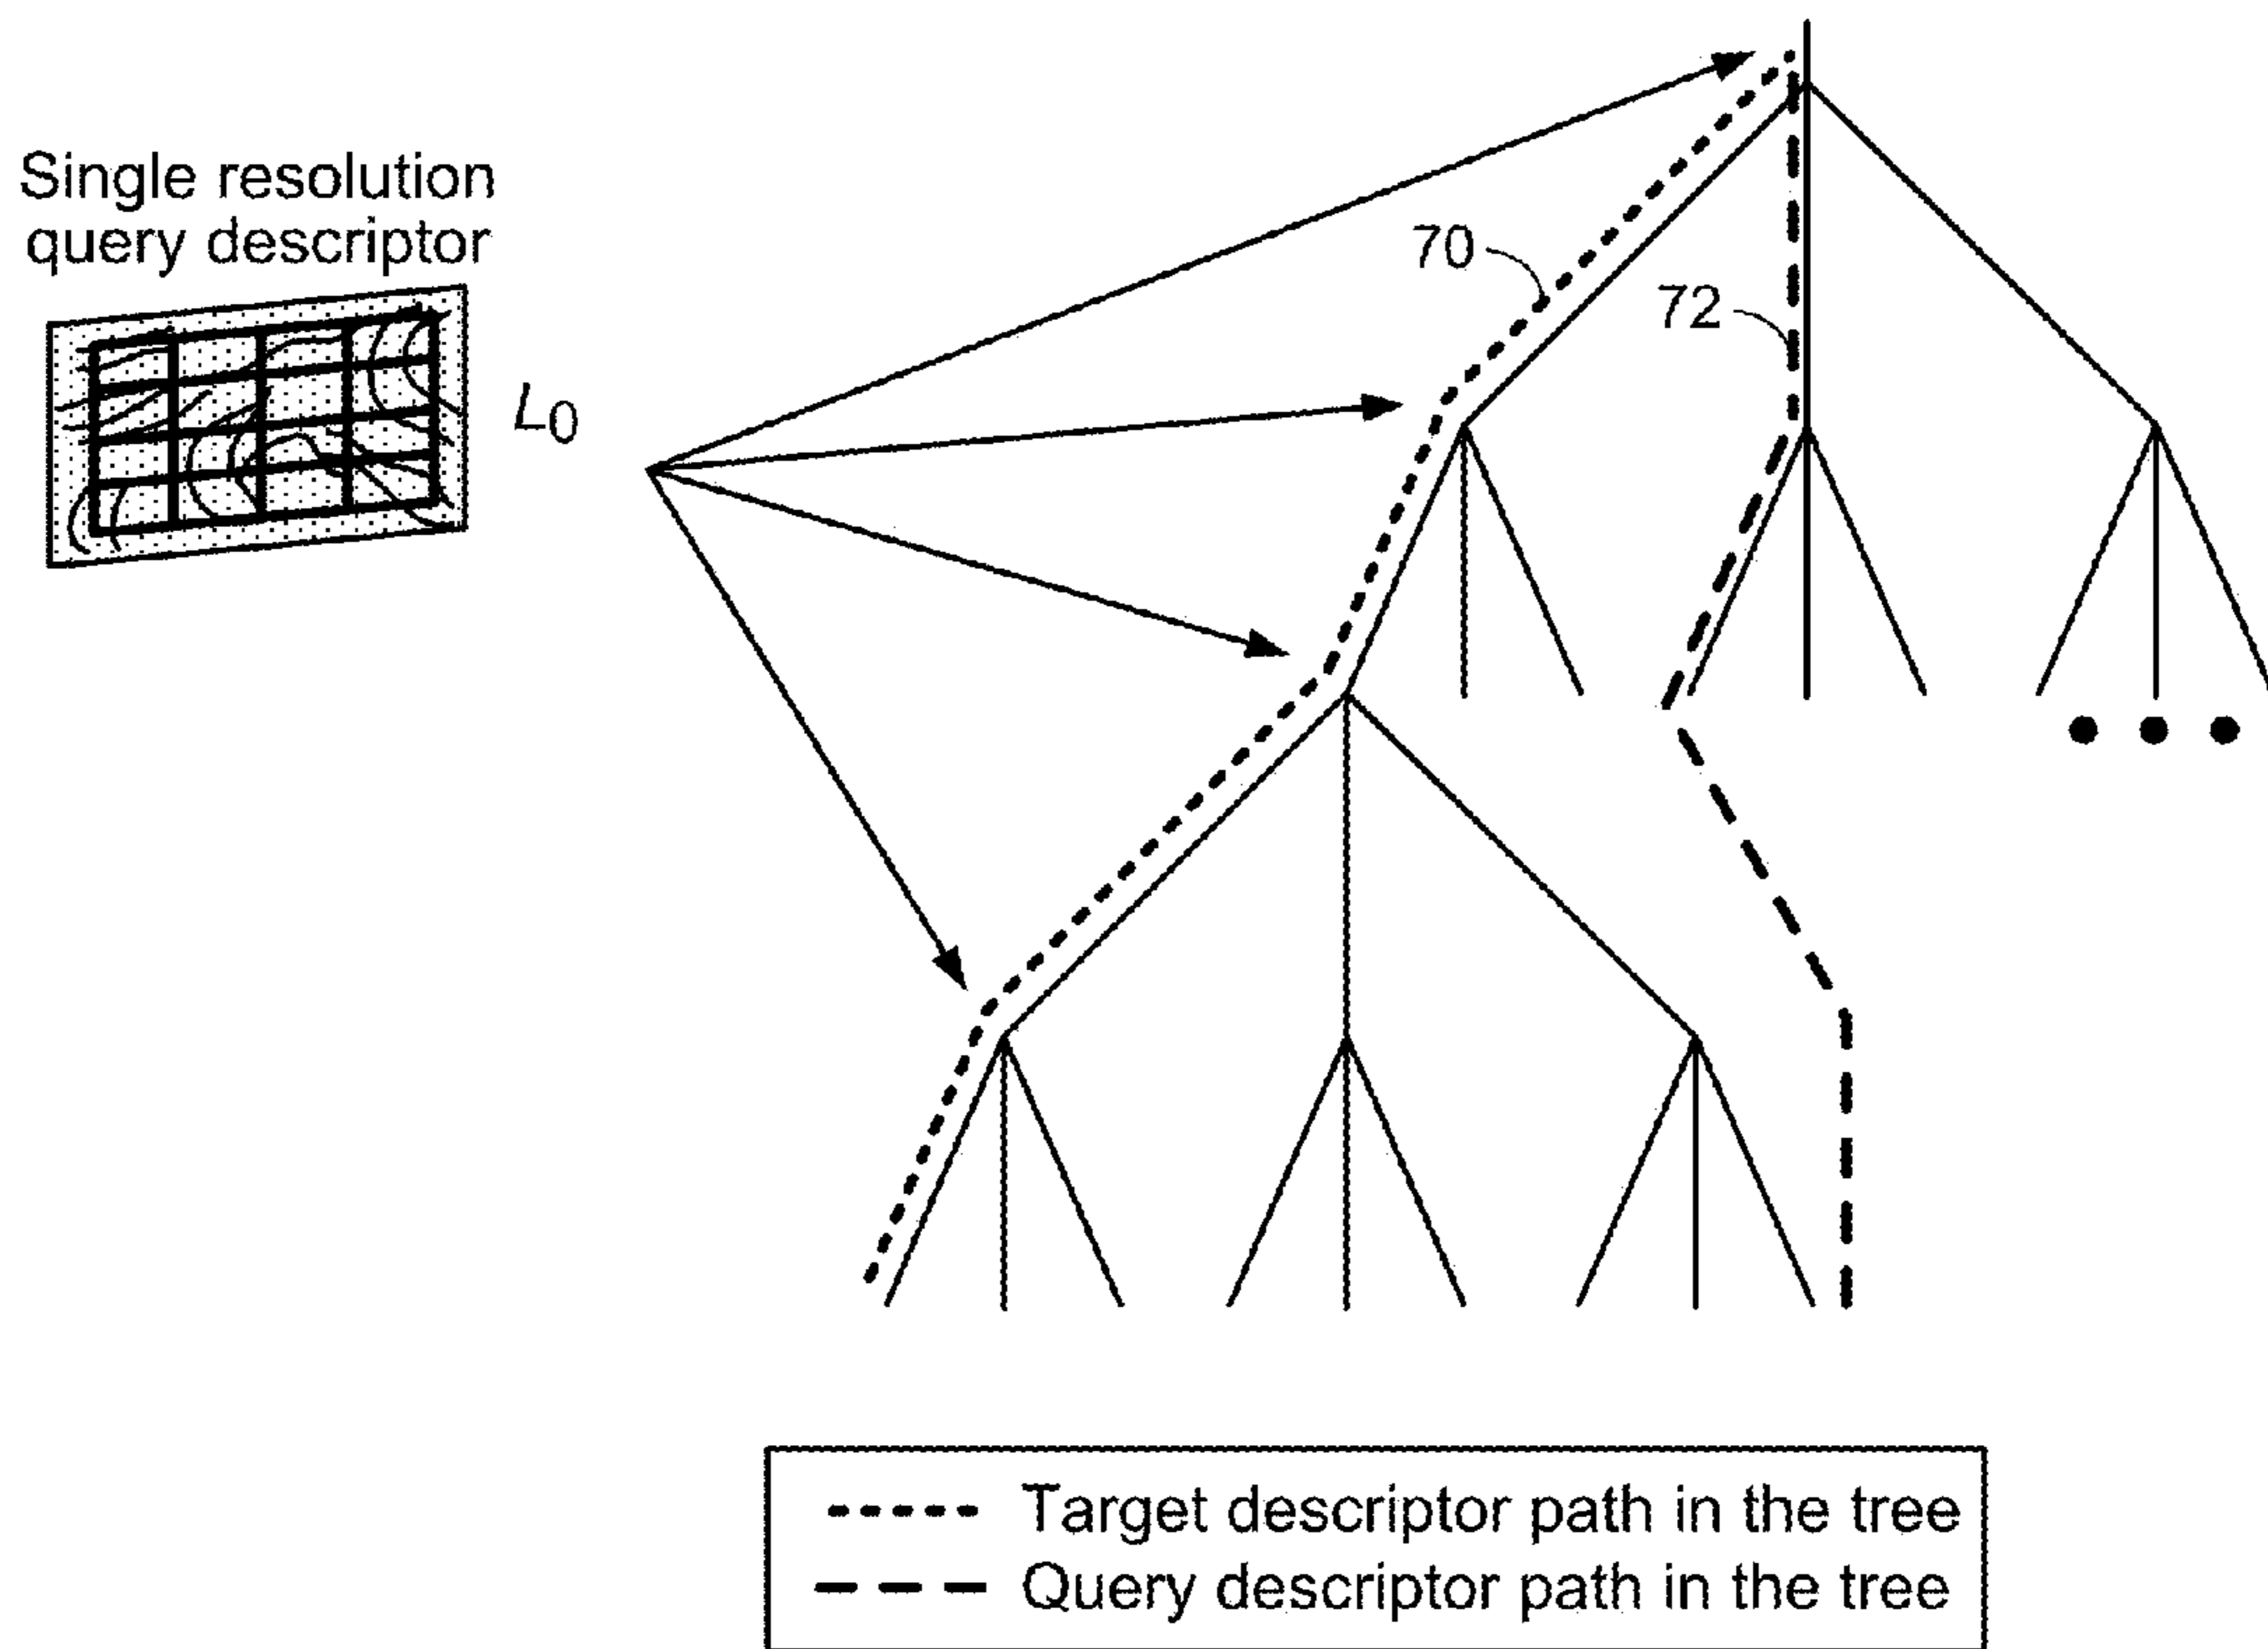 Single resolution
query descriptor
L0
70
72
Target descriptor path in the tree
Query descriptor path in the tree